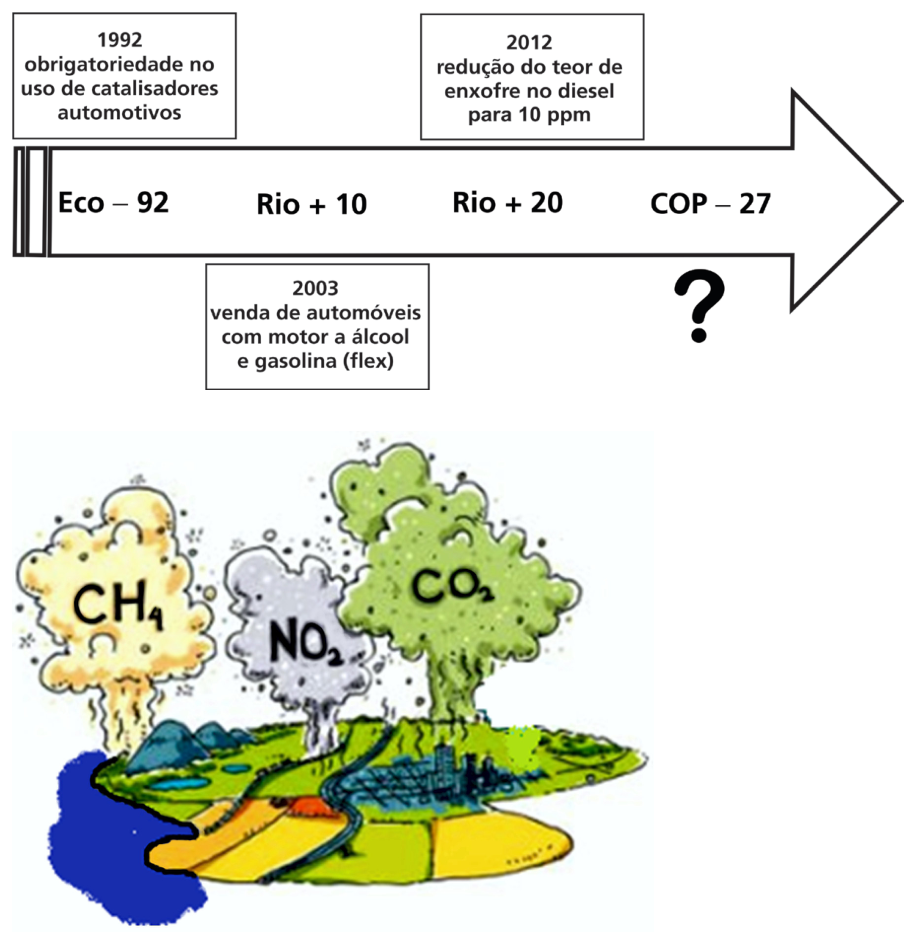 1992
obrigatoriedade no
uso de catalisadores
automotivos
2012
redução do teor de
enxofre no diesel
para 10 ppm
Eco – 92
Rio + 10
Rio + 20
COP – 27
2003
venda de automóveis
com motor a álcool
e gasolina (flex)
?
CH₄
NO₂
CO₂